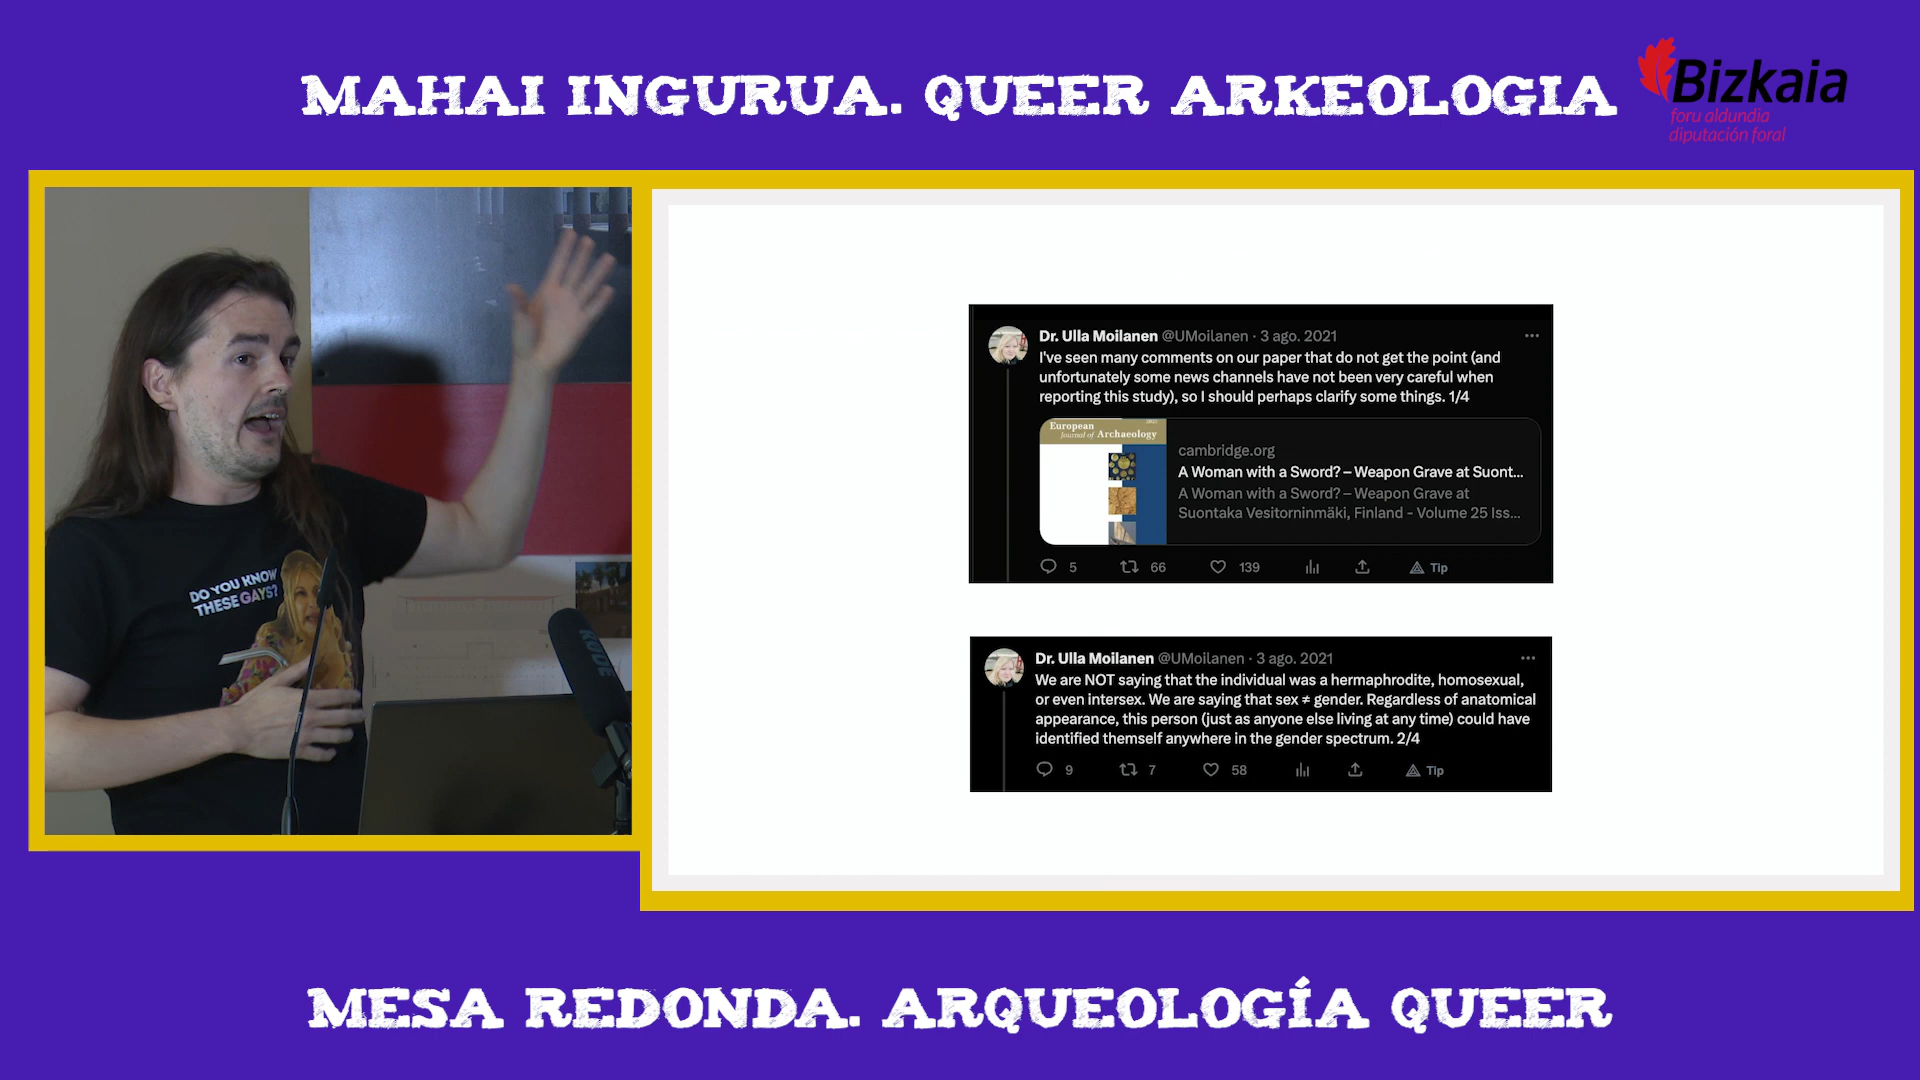 MAHAI INGURUA. QUEER ARKEOLOGIA
Bizkaia
foru aldundia
diputación foral
DO YOU KNOW
THESE GAYS?
RODE
Dr. Ulla Moilanen @UMoilanen · 3 ago. 2021
I've seen many comments on our paper that do not get the point (and
unfortunately some news channels have not been very careful when
reporting this study), so I should perhaps clarify some things. 1/4
European
Journal of Archaeology
cambridge.org
A Woman with a Sword? – Weapon Grave at Suont...
A Woman with a Sword? – Weapon Grave at
Suontaka Vesitorninmäki, Finland - Volume 25 Iss...
5 66 139 Tip
Dr. Ulla Moilanen @UMoilanen · 3 ago. 2021
We are NOT saying that the individual was a hermaphrodite, homosexual,
or even intersex. We are saying that sex ≠ gender. Regardless of anatomical
appearance, this person (just as anyone else living at any time) could have
identified themself anywhere in the gender spectrum. 2/4
9 7 58 Tip
MESA REDONDA. ARQUEOLOGÍA QUEER